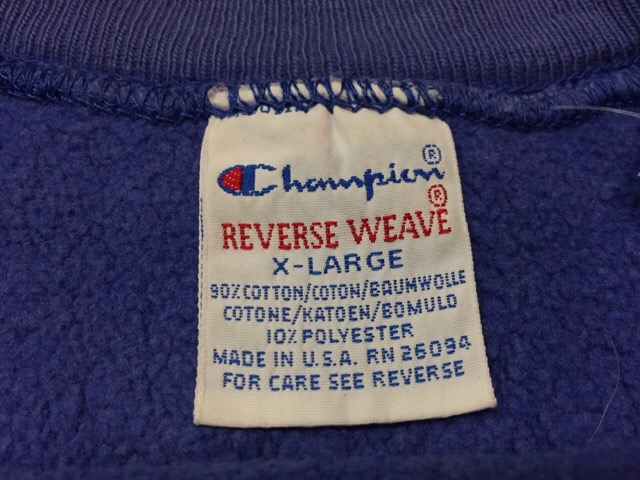 Champion®
REVERSE WEAVE®
X-LARGE
90% COTTON/COTON/BAUMWOLLE
COTONE/KATOEN/BOMULD
10% POLYESTER
MADE IN U.S.A. RN 26094
FOR CARE SEE REVERSE